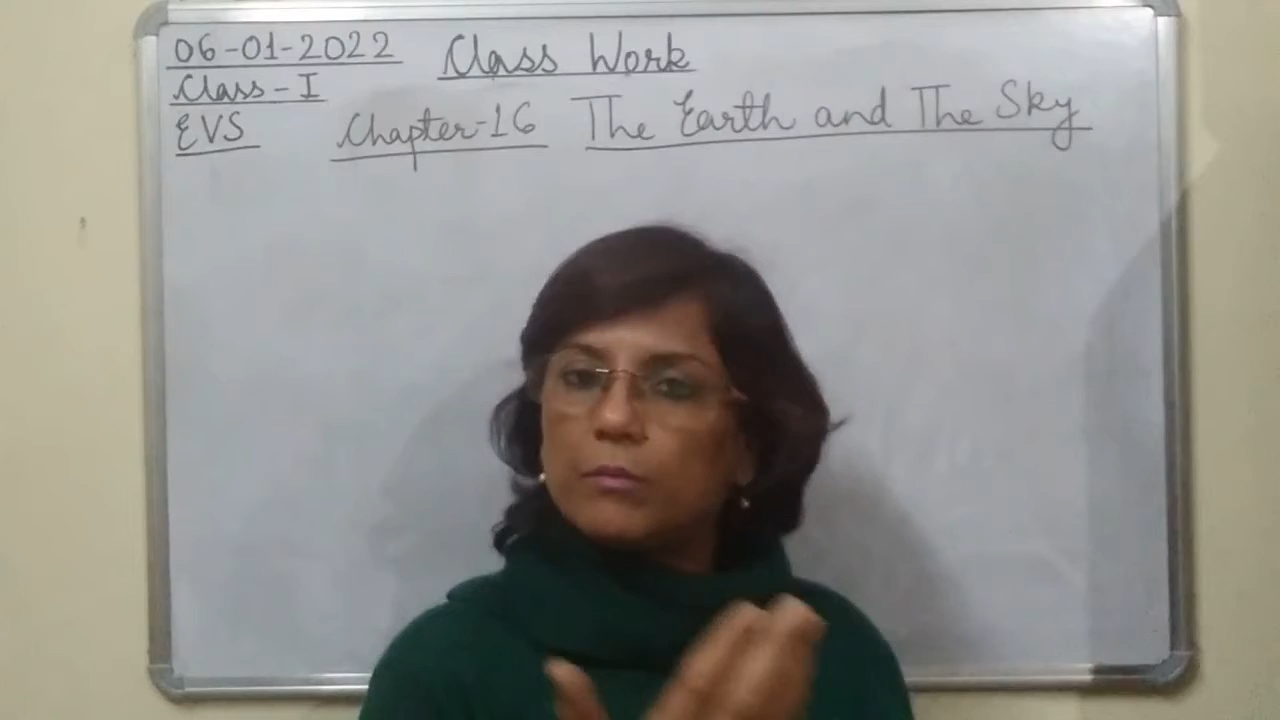 06-01-2022 Class Work
Class - I
EVS Chapter-16 The Earth and The Sky